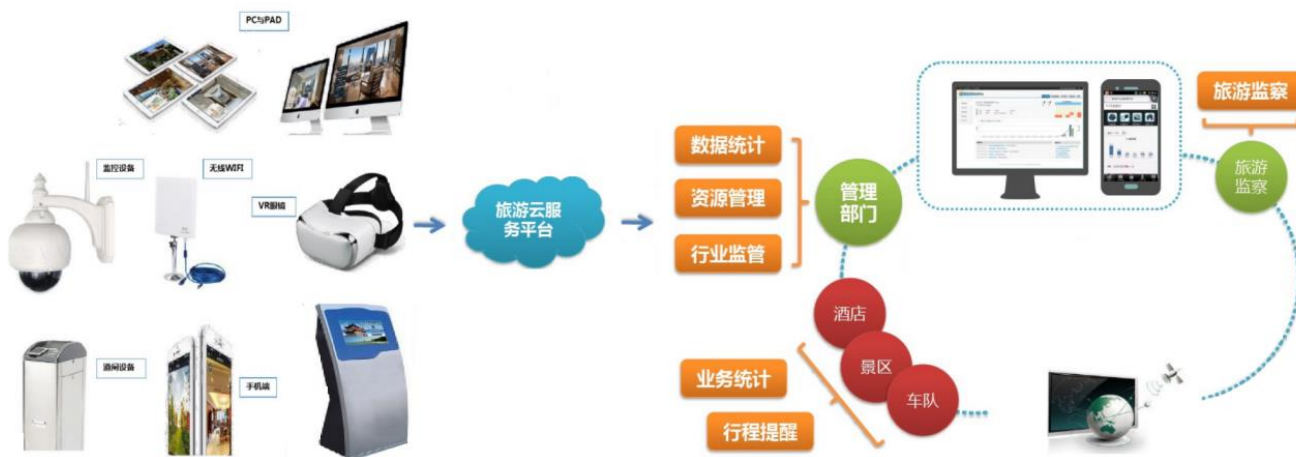 PC与PAD
监控设备
无线WIFI
VR眼镜
道闸设备
手机端
旅游云服
务平台
数据统计
资源管理
行业监管
管理
部门
旅游监察
旅游
监察
酒店
景区
车队
业务统计
行程提醒